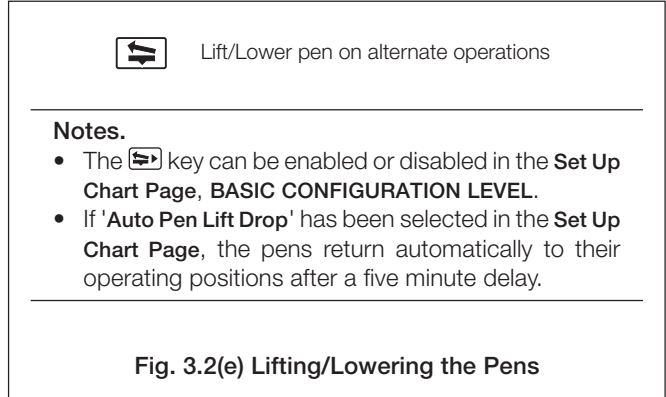 Lift/Lower pen on alternate operations
Notes.
• The key can be enabled or disabled in the Set Up
Chart Page, BASIC CONFIGURATION LEVEL.
• If 'Auto Pen Lift Drop' has been selected in the Set Up
Chart Page, the pens return automatically to their
operating positions after a five minute delay.
Fig. 3.2(e) Lifting/Lowering the Pens